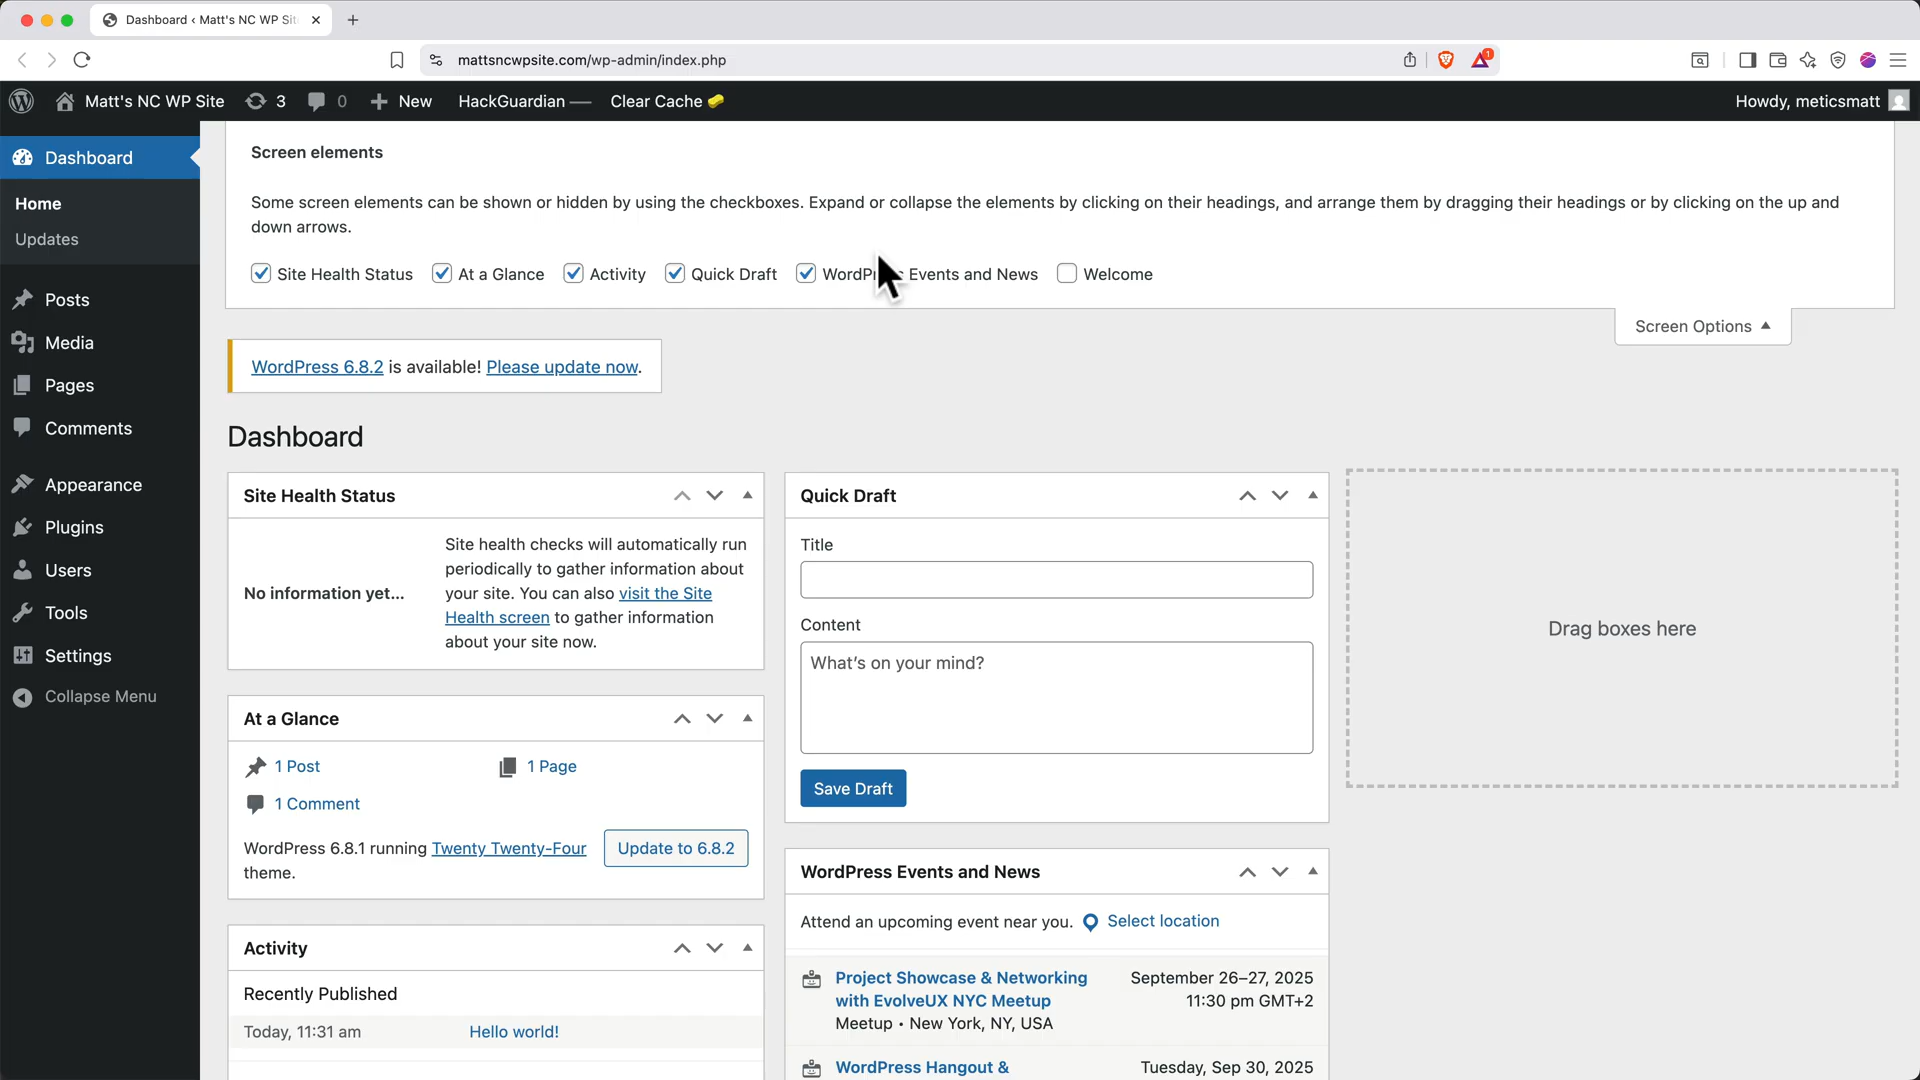 Dashboard ‹ Matt's NC WP Sit
mattsncwpsite.com/wp-admin/index.php
1
Matt's NC WP Site
3
0
New
HackGuardian
Clear Cache
Howdy, meticsmatt
Dashboard
Home
Updates
Posts
Media
Pages
Comments
Appearance
Plugins
Users
Tools
Settings
Collapse Menu
Screen elements
Some screen elements can be shown or hidden by using the checkboxes. Expand or collapse the elements by clicking on their headings, and arrange them by dragging their headings or by clicking on the up and
down arrows.
Site Health Status
At a Glance
Activity
Quick Draft
WordPress Events and News
Welcome
Screen Options
WordPress 6.8.2 is available! Please update now.
Dashboard
Site Health Status
No information yet...
Site health checks will automatically run
periodically to gather information about
your site. You can also visit the Site
Health screen to gather information
about your site now.
At a Glance
1 Post
1 Page
1 Comment
WordPress 6.8.1 running Twenty Twenty-Four
theme.
Update to 6.8.2
Activity
Recently Published
Today, 11:31 am
Hello world!
Quick Draft
Title
Content
What's on your mind?
Save Draft
WordPress Events and News
Attend an upcoming event near you.
Select location
Project Showcase & Networking
with EvolveUX NYC Meetup
Meetup • New York, NY, USA
September 26–27, 2025
11:30 pm GMT+2
WordPress Hangout &
Tuesday, Sep 30, 2025
Drag boxes here